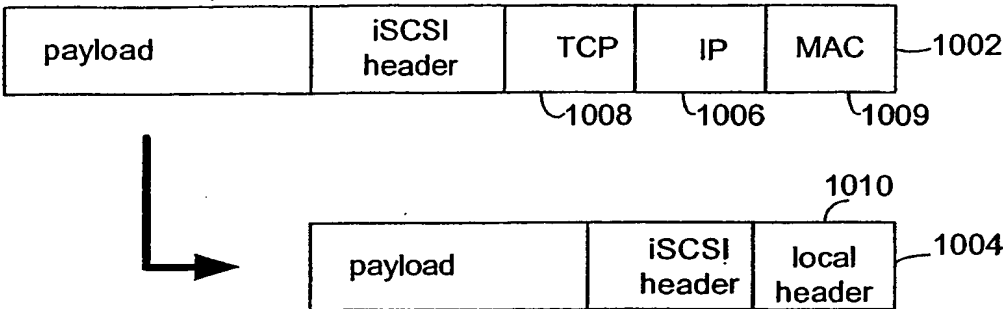 payload
iSCSI
header
TCP
IP
MAC
1002
1008
1006
1009
1010
payload
iSCSI
header
local
header
1004